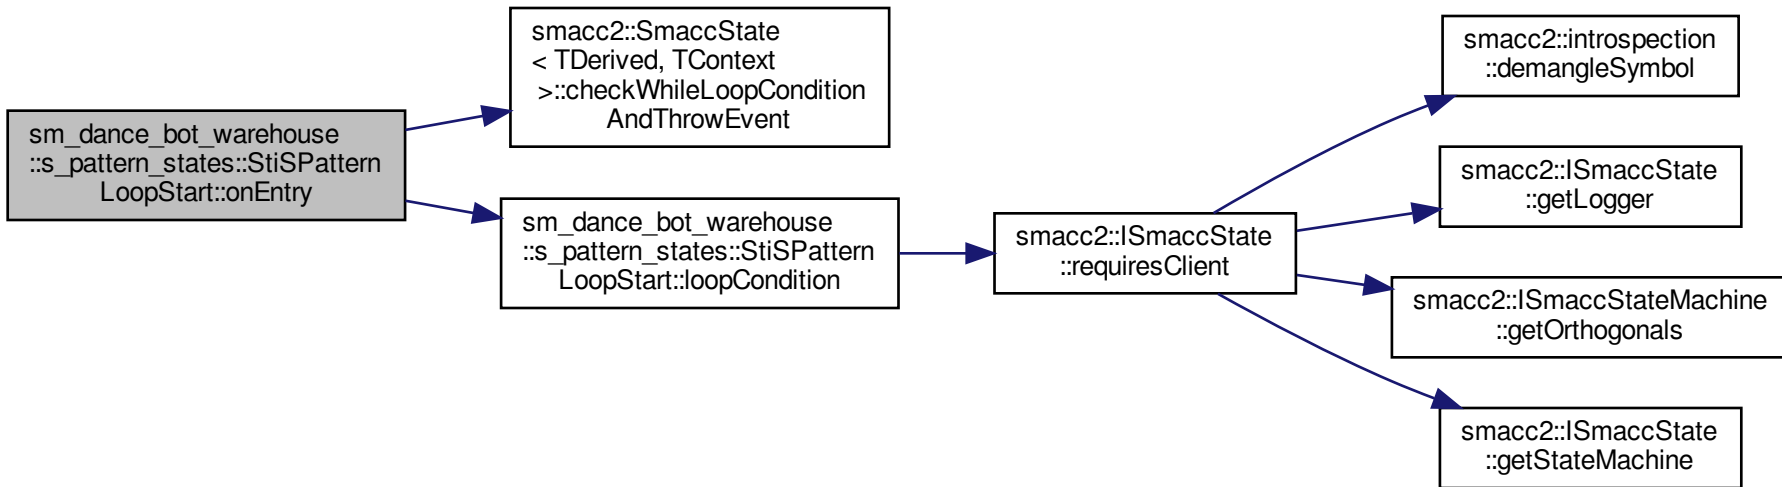 sm_dance_bot_warehouse
::s_pattern_states::StiSPattern
LoopStart::onEntry
smacc2::SmaccState
< TDerived, TContext
>::checkWhileLoopCondition
AndThrowEvent
sm_dance_bot_warehouse
::s_pattern_states::StiSPattern
LoopStart::loopCondition
smacc2::ISmaccState
::requiresClient
smacc2::introspection
::demangleSymbol
smacc2::ISmaccState
::getLogger
smacc2::ISmaccStateMachine
::getOrthogonals
smacc2::ISmaccState
::getStateMachine